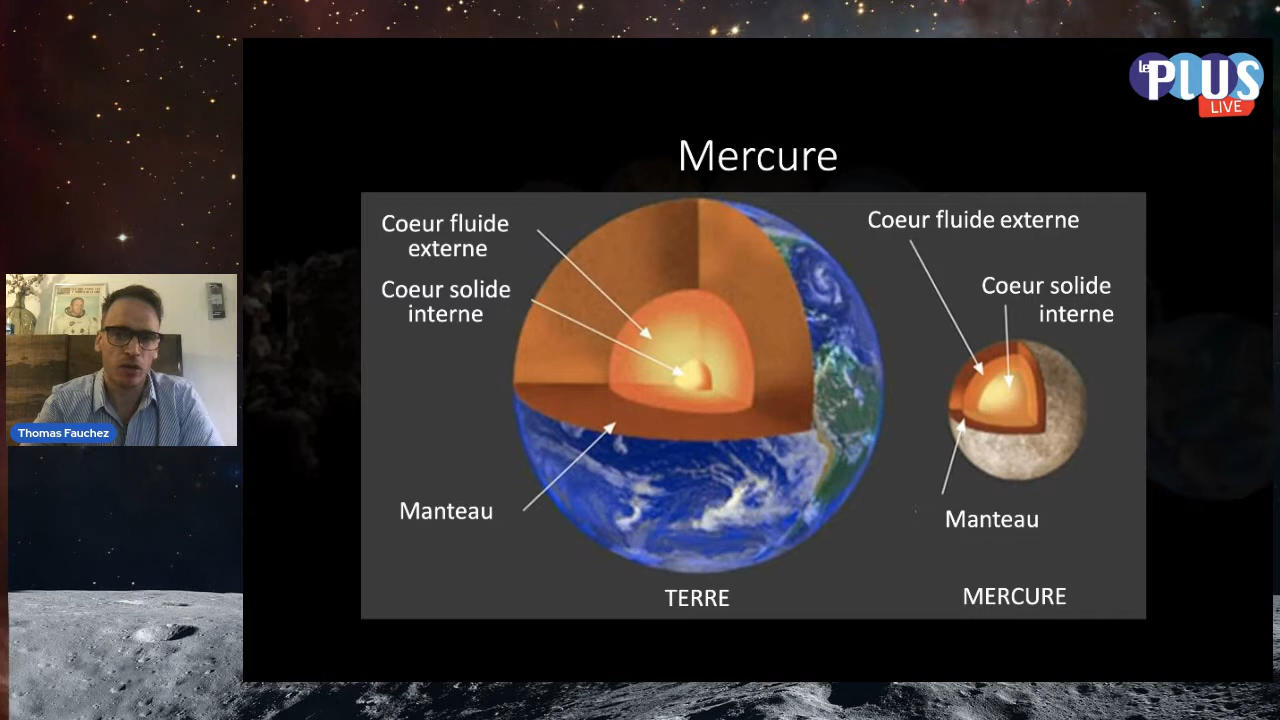 le PLUS
LIVE
Mercure
Coeur fluide
externe
Coeur solide
interne
Manteau
TERRE
Coeur fluide externe
Coeur solide
interne
Manteau
MERCURE
Thomas Fauchez